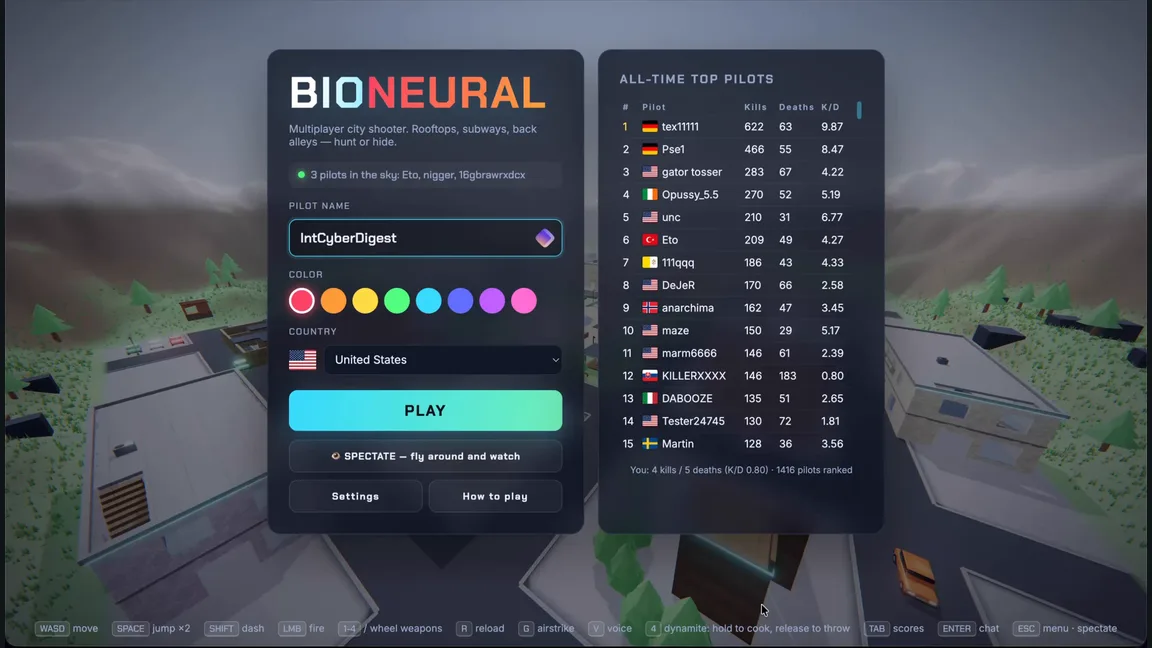 BIONEURAL
Multiplayer city shooter. Rooftops, subways, back
alleys — hunt or hide.
3 pilots in the sky: Eto, nigger, 16gbrawrxdcx
PILOT NAME
IntCyberDigest
COLOR
COUNTRY
United States
PLAY
SPECTATE — fly around and watch
Settings
How to play
ALL-TIME TOP PILOTS
# Pilot Kills Deaths K/D
1 tex11111 622 63 9.87
2 Pse1 466 55 8.47
3 gator tosser 283 67 4.22
4 Opussy_5.5 270 52 5.19
5 unc 210 31 6.77
6 Eto 209 49 4.27
7 111qqq 186 43 4.33
8 DeJeR 170 66 2.58
9 anarchima 162 47 3.45
10 maze 150 29 5.17
11 marm6666 146 61 2.39
12 KILLERXXXX 146 183 0.80
13 DABOOZE 135 51 2.65
14 Tester24745 130 72 1.81
15 Martin 128 36 3.56
You: 4 kills / 5 deaths (K/D 0.80) · 1416 pilots ranked
WASD move SPACE jump ×2 SHIFT dash LMB fire 1-4 / wheel weapons R reload G airstrike V voice 4 dynamite: hold to cook, release to throw TAB scores ENTER chat ESC menu · spectate